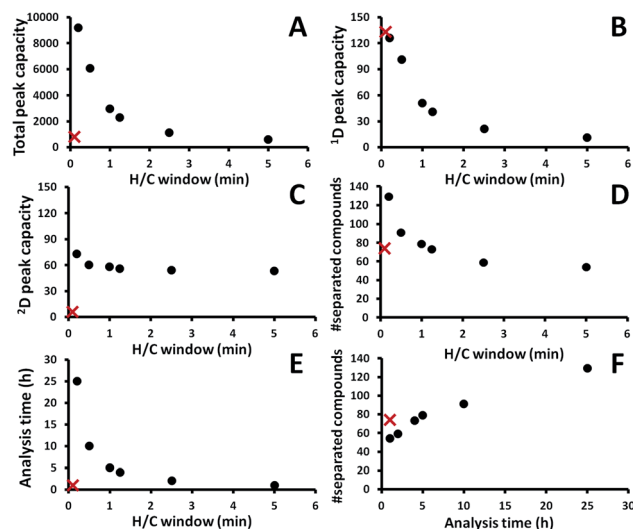 A
Total peak capacity
10000
8000
6000
4000
2000
0
0 1 2 3 4 5 6
H/C window (min)
B
¹D peak capacity
150
120
90
60
30
0
0 1 2 3 4 5 6
H/C window (min)
C
²D peak capacity
150
120
90
60
30
0
0 1 2 3 4 5 6
H/C window (min)
D
#separated compounds
140
120
100
80
60
40
20
0
0 1 2 3 4 5 6
H/C window (min)
E
Analysis time (h)
30
25
20
15
10
5
0
0 1 2 3 4 5 6
H/C window (min)
F
#separated compounds
140
120
100
80
60
40
20
0
0 5 10 15 20 25 30
Analysis time (h)